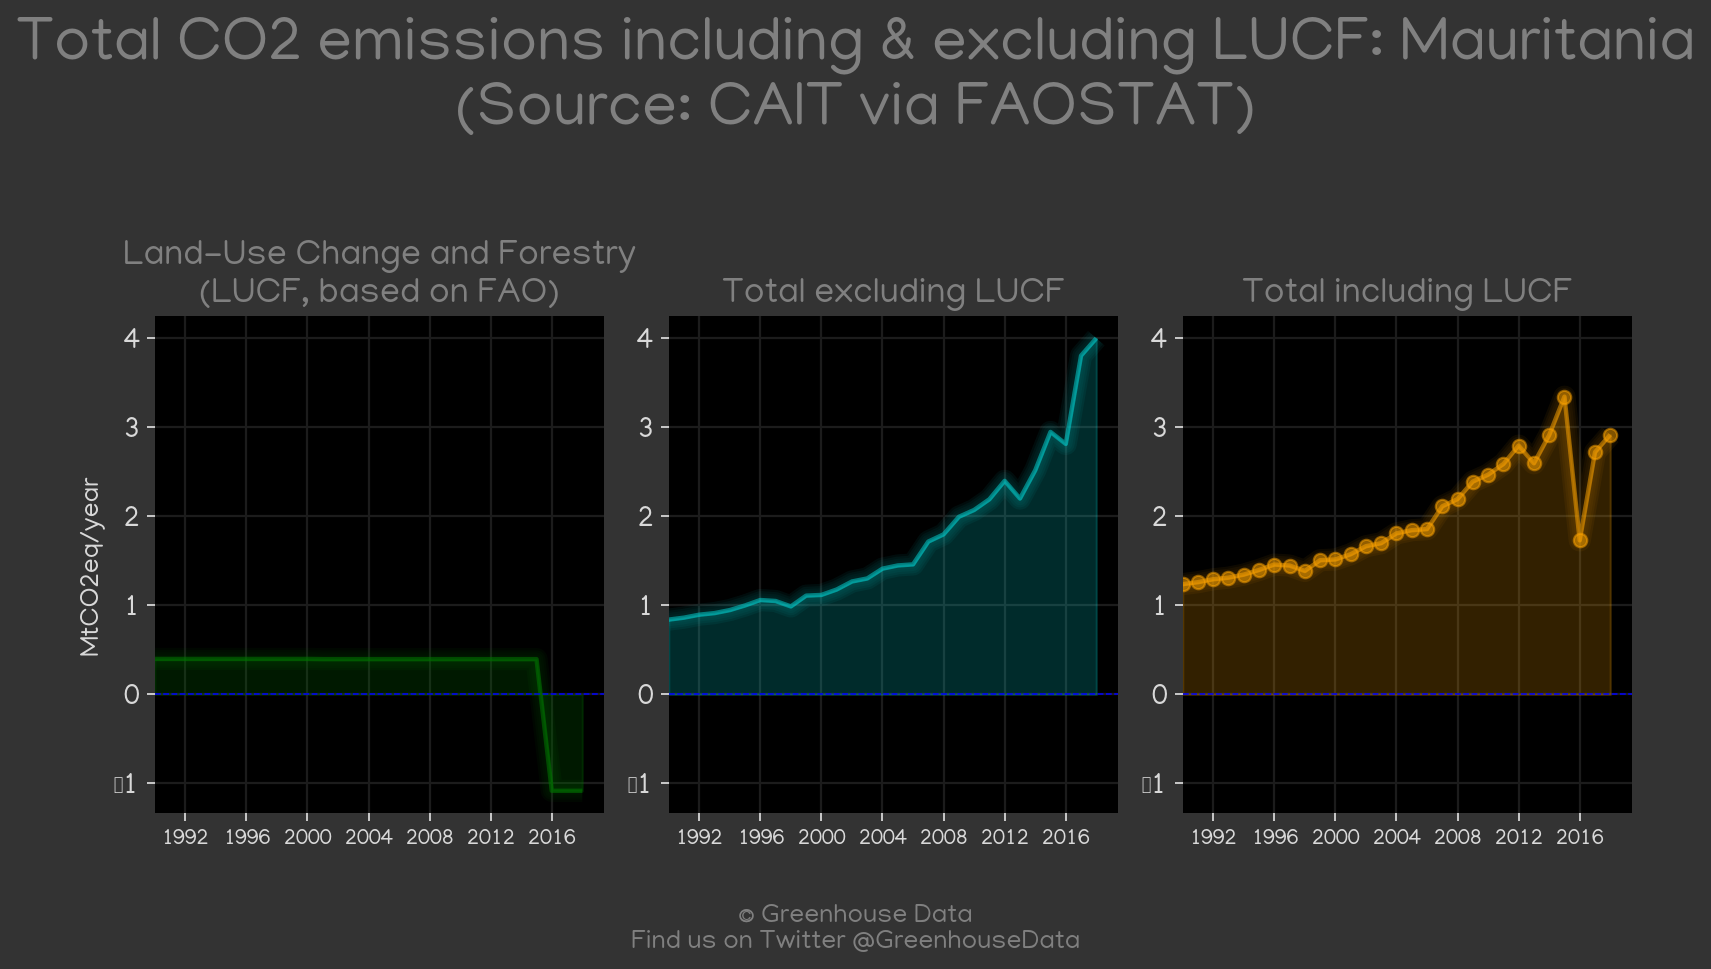 Total CO2 emissions including & excluding LUCF: Mauritania
(Source: CAIT via FAOSTAT)
Land-Use Change and Forestry
(LUCF, based on FAO)
Total excluding LUCF
Total including LUCF
MtCO2eq/year
4
3
2
1
0
▯1
1992 1996 2000 2004 2008 2012 2016
4
3
2
1
0
▯1
1992 1996 2000 2004 2008 2012 2016
4
3
2
1
0
▯1
1992 1996 2000 2004 2008 2012 2016
© Greenhouse Data
Find us on Twitter @GreenhouseData